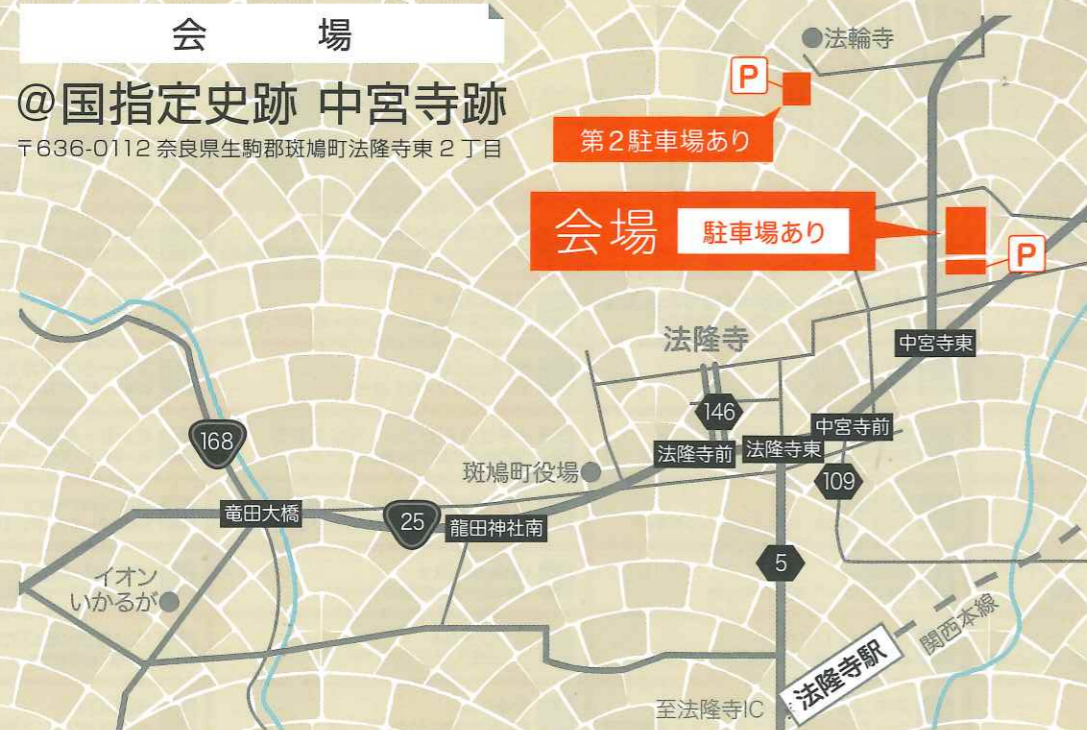 会 場
@国指定史跡 中宮寺跡
〒636-0112 奈良県生駒郡斑鳩町法隆寺東2丁目
●法輪寺
P
第2駐車場あり
会場 駐車場あり
P
法隆寺
中宮寺東
146
中宮寺前
168
法隆寺前
法隆寺東
斑鳩町役場●
109
竜田大橋
25
龍田神社南
5
イオン
いかるが●
関西本線
法隆寺駅
至法隆寺IC